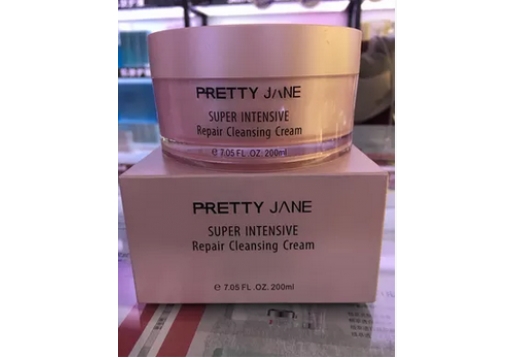 PRETTY JANE
SUPER INTENSIVE
Repair Cleansing Cream
℮ 7.05 FL .OZ. 200ml
PRETTY JANE
SUPER INTENSIVE
Repair Cleansing Cream
℮ 7.05 FL .OZ. 200ml